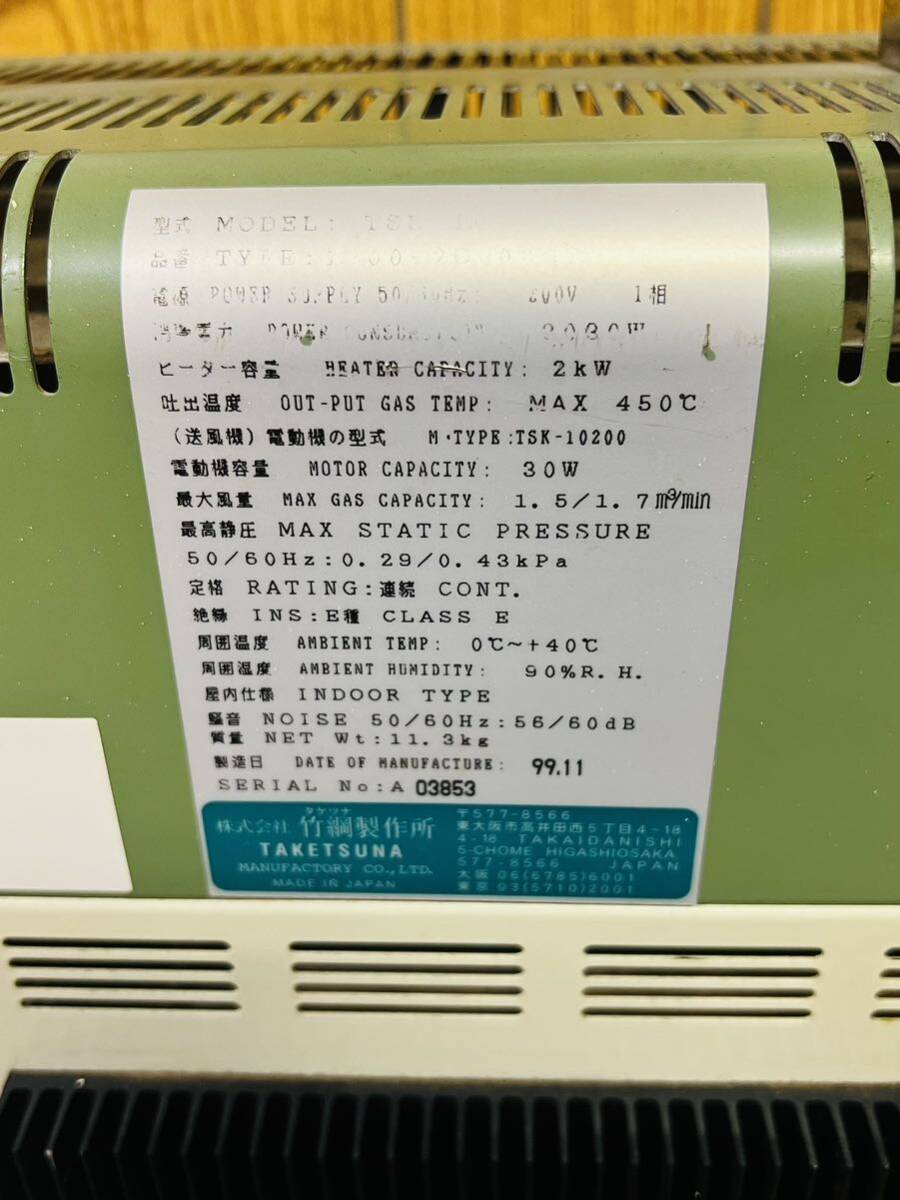 型式 MODEL: TSK
品番 TYPE:
電源 POWER SUPPLY 50/60Hz: 200V 1相
消費電力 POWER CONSUMPTION 2030W
ヒーター容量 HEATER CAPACITY: 2kW
吐出温度 OUT-PUT GAS TEMP: MAX 450℃
(送風機)電動機の型式 M・TYPE:TSK-10200
電動機容量 MOTOR CAPACITY: 30W
最大風量 MAX GAS CAPACITY: 1.5/1.7㎥/min
最高静圧 MAX STATIC PRESSURE
50/60Hz:0.29/0.43kPa
定格 RATING:連続 CONT.
絶縁 INS:E種 CLASS E
周囲温度 AMBIENT TEMP: 0℃~+40℃
周囲湿度 AMBIENT HUMIDITY: 90%R.H.
屋内仕様 INDOOR TYPE
騒音 NOISE 50/60Hz:56/60dB
質量 NET Wt:11.3kg
製造日 DATE OF MANUFACTURE: 99.11
SERIAL No:A 03853
タケツナ
株式会社 竹綱製作所
TAKETSUNA
MANUFACTORY CO.,LTD.
MADE IN JAPAN
〒577-8566
東大阪市高井田西5丁目4-18
4-18, TAKAIDANISHI
5-CHOME HIGASHIOSAKA,
577-8566 JAPAN
大阪 06(6785)6001
東京 03(5710)2001